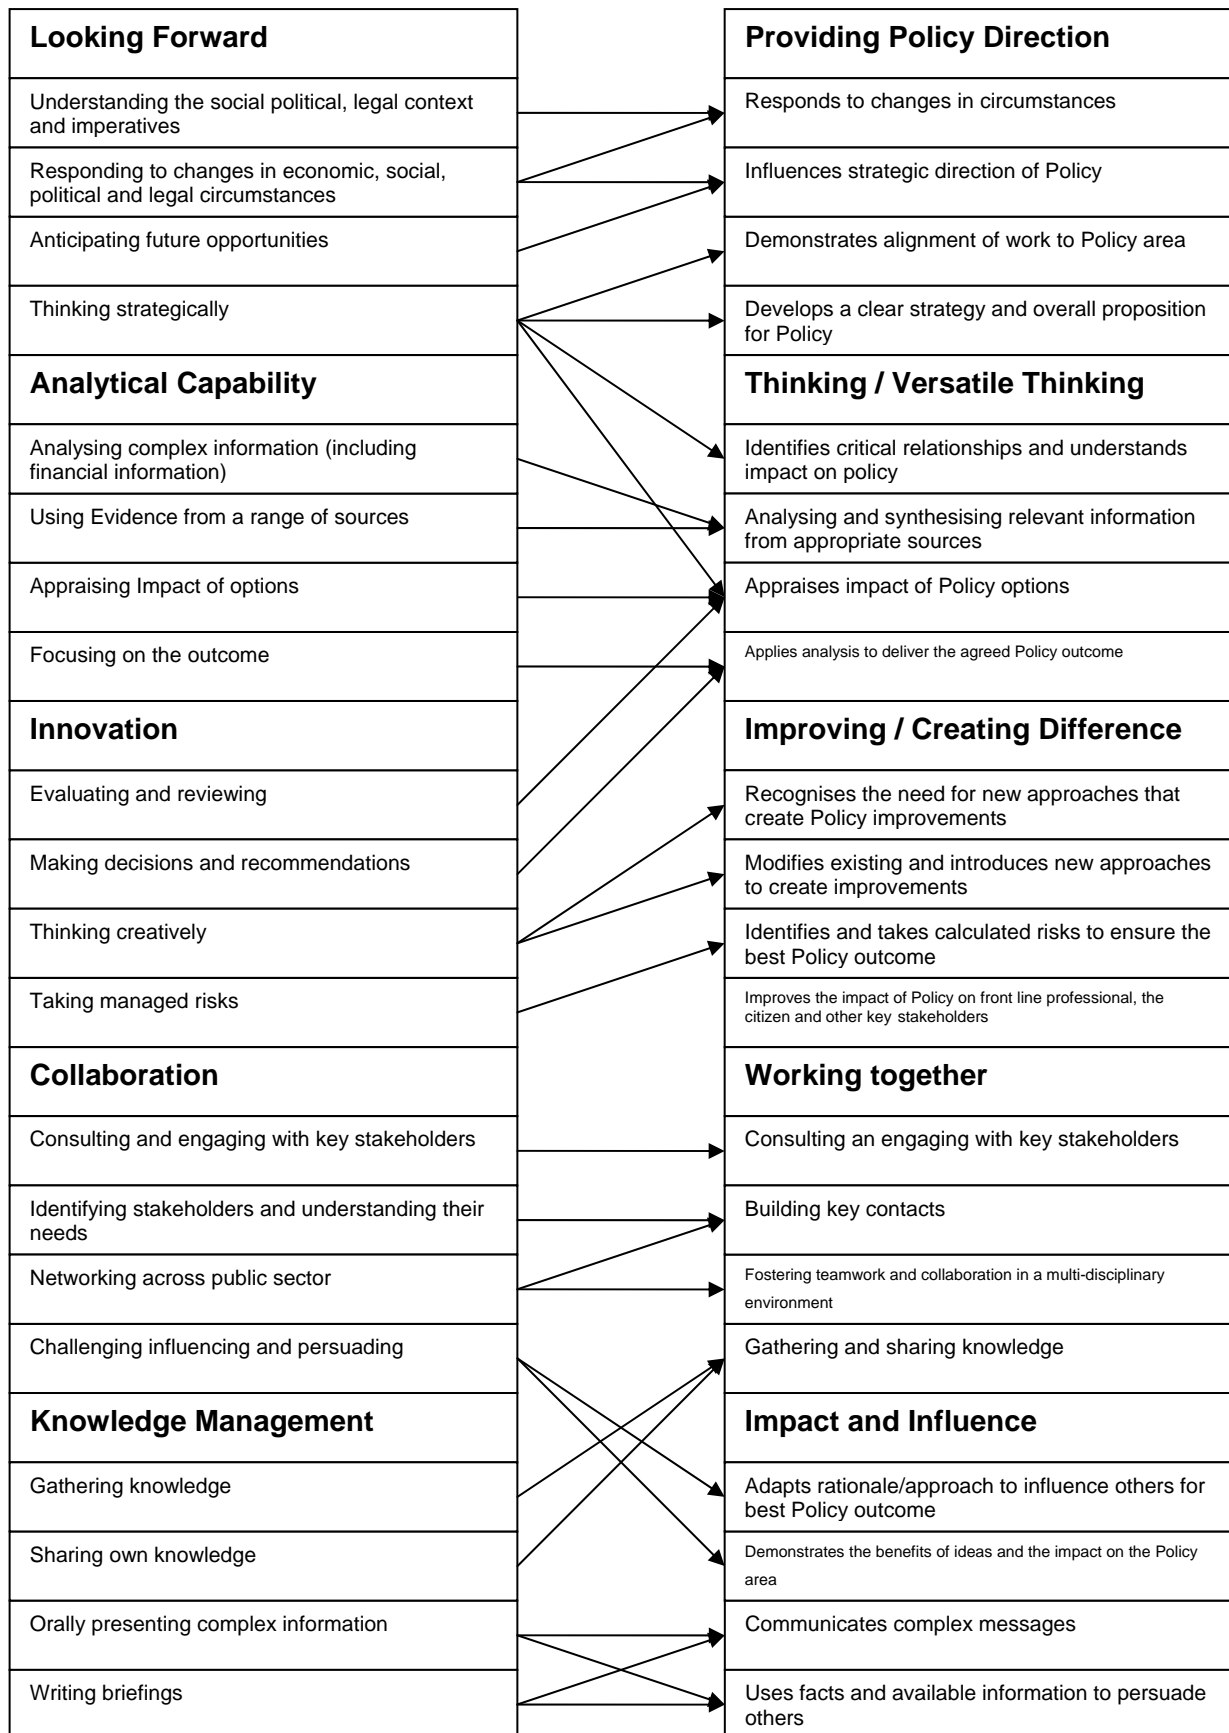 Looking Forward
Understanding the social political, legal context
and imperatives
Responding to changes in economic, social,
political and legal circumstances
Anticipating future opportunities
Thinking strategically
Analytical Capability
Analysing complex information (including
financial information)
Using Evidence from a range of sources
Appraising Impact of options
Focusing on the outcome
Innovation
Evaluating and reviewing
Making decisions and recommendations
Thinking creatively
Taking managed risks
Collaboration
Consulting and engaging with key stakeholders
Identifying stakeholders and understanding their
needs
Networking across public sector
Challenging influencing and persuading
Knowledge Management
Gathering knowledge
Sharing own knowledge
Orally presenting complex information
Writing briefings
Providing Policy Direction
Responds to changes in circumstances
Influences strategic direction of Policy
Demonstrates alignment of work to Policy area
Develops a clear strategy and overall proposition
for Policy
Thinking / Versatile Thinking
Identifies critical relationships and understands
impact on policy
Analysing and synthesising relevant information
from appropriate sources
Appraises impact of Policy options
Applies analysis to deliver the agreed Policy outcome
Improving / Creating Difference
Recognises the need for new approaches that
create Policy improvements
Modifies existing and introduces new approaches
to create improvements
Identifies and takes calculated risks to ensure the
best Policy outcome
Improves the impact of Policy on front line professional, the
citizen and other key stakeholders
Working together
Consulting an engaging with key stakeholders
Building key contacts
Fostering teamwork and collaboration in a multi-disciplinary
environment
Gathering and sharing knowledge
Impact and Influence
Adapts rationale/approach to influence others for
best Policy outcome
Demonstrates the benefits of ideas and the impact on the Policy
area
Communicates complex messages
Uses facts and available information to persuade
others